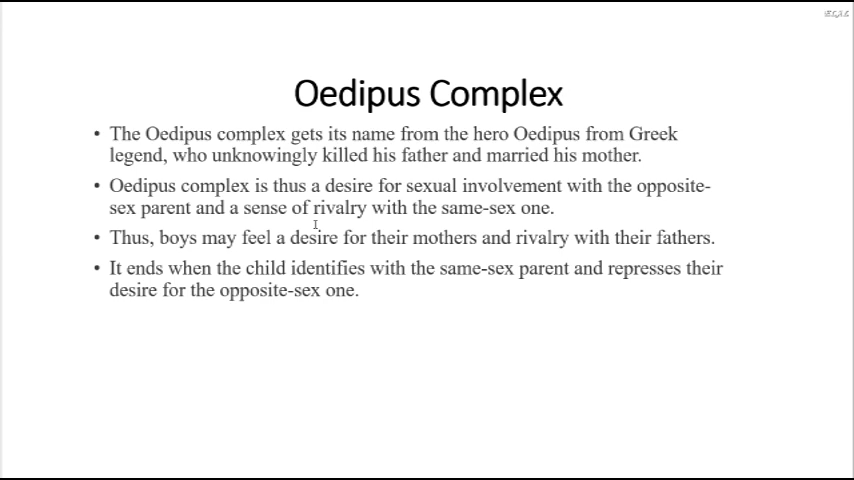 Oedipus Complex
• The Oedipus complex gets its name from the hero Oedipus from Greek
legend, who unknowingly killed his father and married his mother.
• Oedipus complex is thus a desire for sexual involvement with the opposite-
sex parent and a sense of rivalry with the same-sex one.
• Thus, boys may feel a desire for their mothers and rivalry with their fathers.
• It ends when the child identifies with the same-sex parent and represses their
desire for the opposite-sex one.